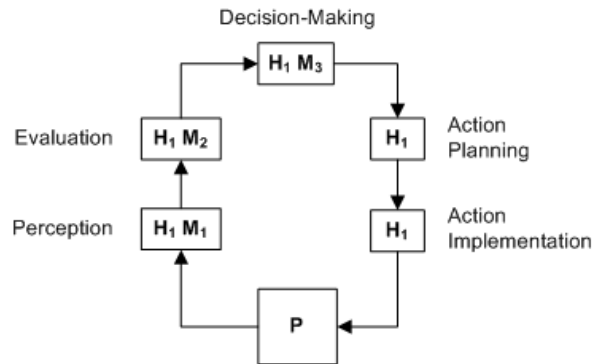 Decision-Making
H₁ M₃
Evaluation
H₁ M₂
H₁
Action
Planning
Perception
H₁ M₁
H₁
Action
Implementation
P